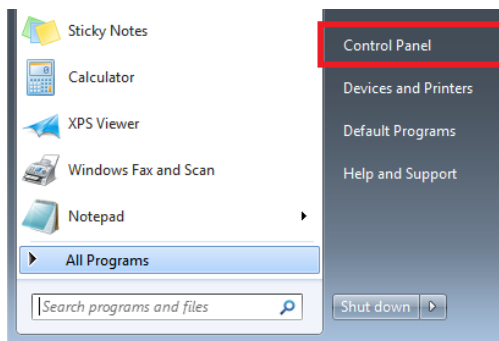 Sticky Notes
Calculator
XPS Viewer
Windows Fax and Scan
Notepad
All Programs
Search programs and files
Control Panel
Devices and Printers
Default Programs
Help and Support
Shut down